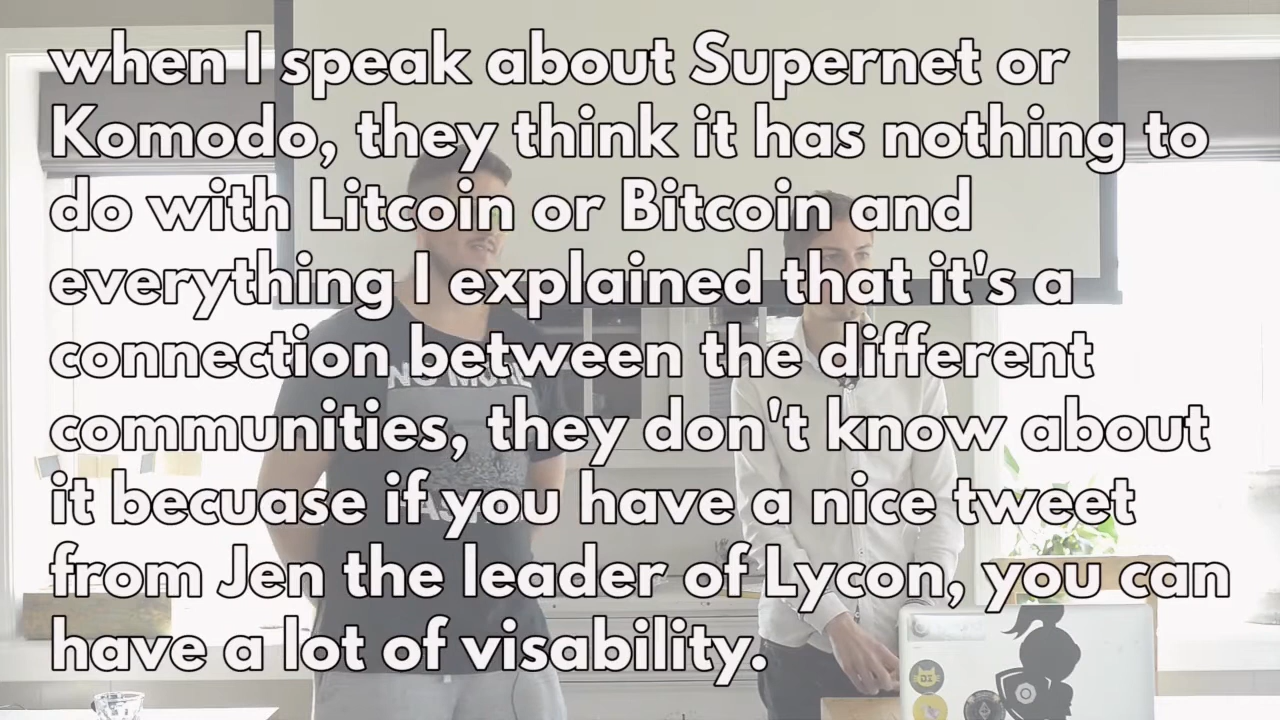 when I speak about Supernet or
Komodo, they think it has nothing to
do with Litcoin or Bitcoin and
everything I explained that it's a
connection between the different
communities, they don't know about
it becuase if you have a nice tweet
from Jen the leader of Lycon, you can
have a lot of visability.
NO MORE